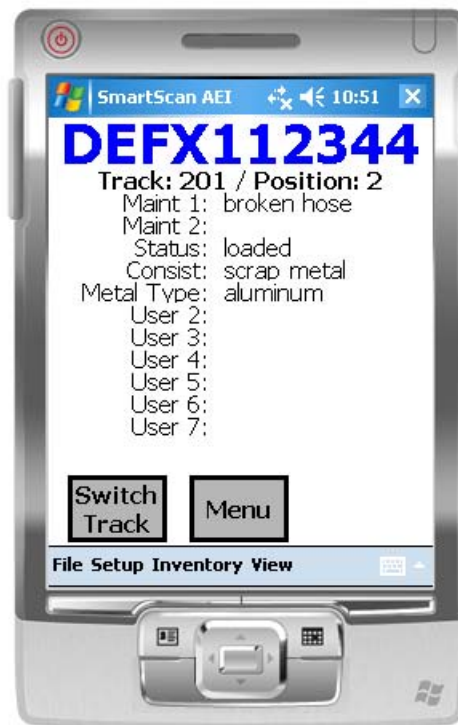 SmartScan AEI 10:51
DEFX112344
Track: 201 / Position: 2
Maint 1: broken hose
Maint 2:
Status: loaded
Consist: scrap metal
Metal Type: aluminum
User 2:
User 3:
User 4:
User 5:
User 6:
User 7:
Switch
Track
Menu
File Setup Inventory View